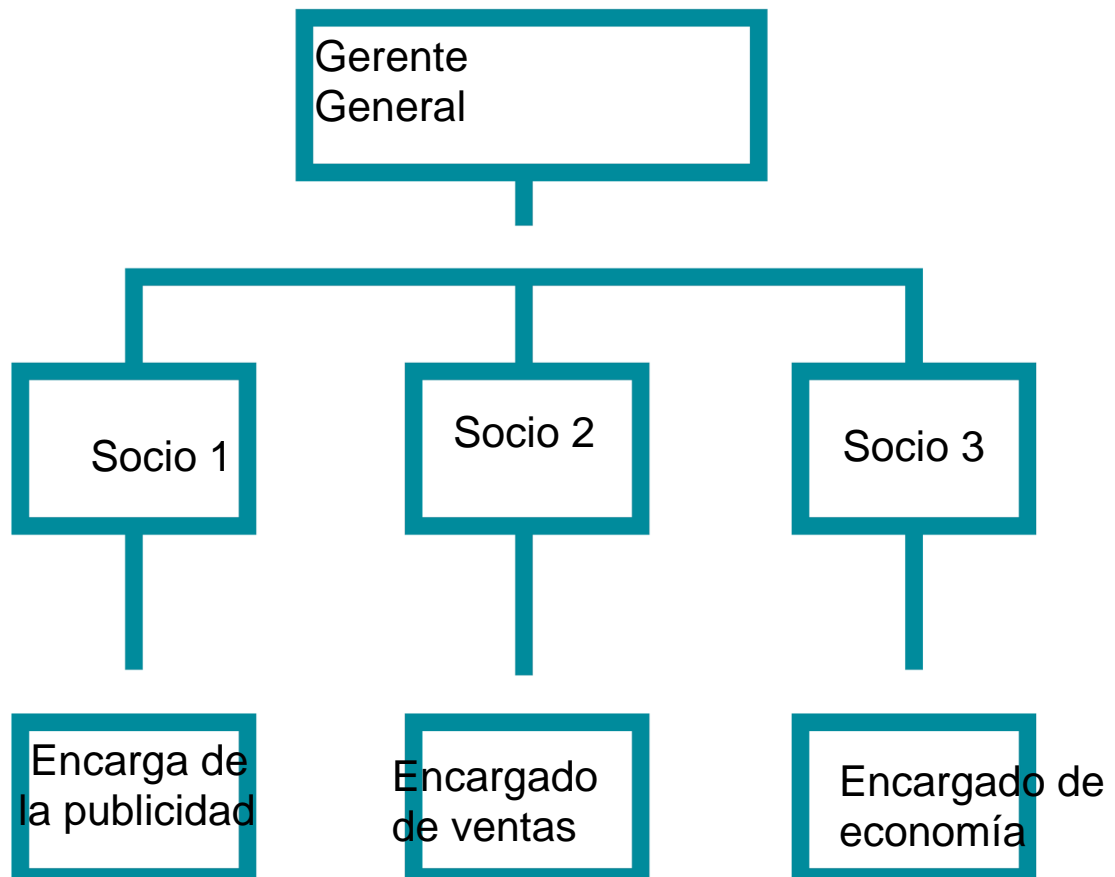 Gerente
General
Socio 1
Socio 2
Socio 3
Encarga de
la publicidad
Encargado
de ventas
Encargado de
economía